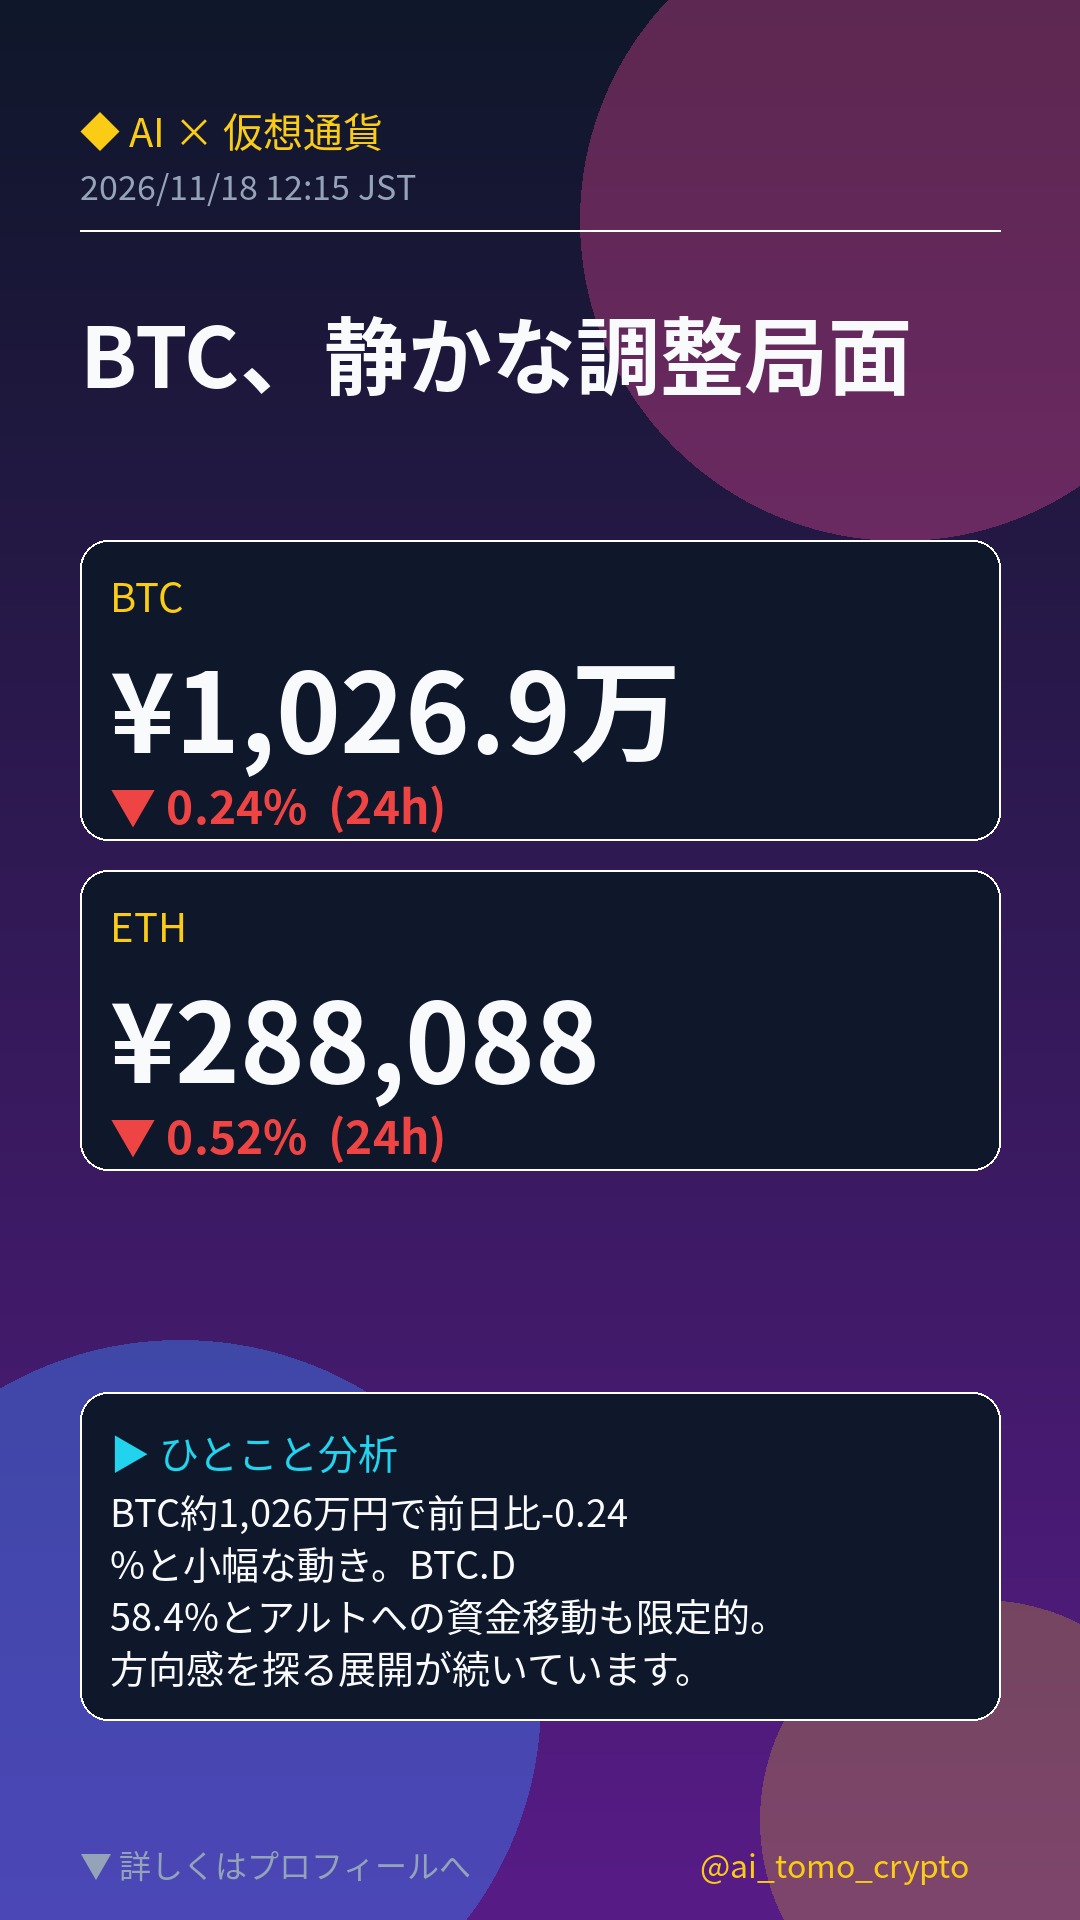 ◆ AI × 仮想通貨
2026/11/18 12:15 JST
BTC、静かな調整局面
BTC
¥1,026.9万
▼ 0.24% (24h)
ETH
¥288,088
▼ 0.52% (24h)
▶ ひとこと分析
BTC約1,026万円で前日比-0.24
%と小幅な動き。BTC.D
58.4%とアルトへの資金移動も限定的。
方向感を探る展開が続いています。
▼ 詳しくはプロフィールへ
@ai_tomo_crypto